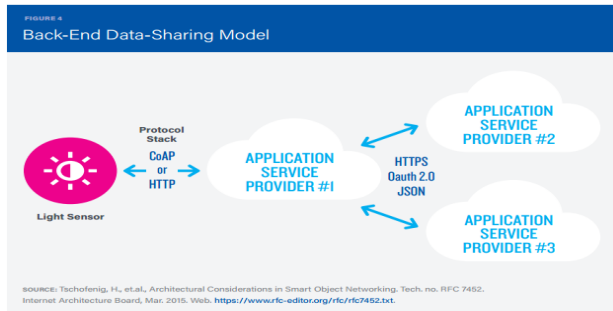 FIGURE 4
Back-End Data-Sharing Model
Protocol
Stack
CoAP
or
HTTP
Light Sensor
APPLICATION
SERVICE
PROVIDER #1
HTTPS
Oauth 2.0
JSON
APPLICATION
SERVICE
PROVIDER #2
APPLICATION
SERVICE
PROVIDER #3
SOURCE: Tschofenig, H., et.al., Architectural Considerations in Smart Object Networking. Tech. no. RFC 7452.
Internet Architecture Board, Mar. 2015. Web. https://www.rfc-editor.org/rfc/rfc7452.txt.